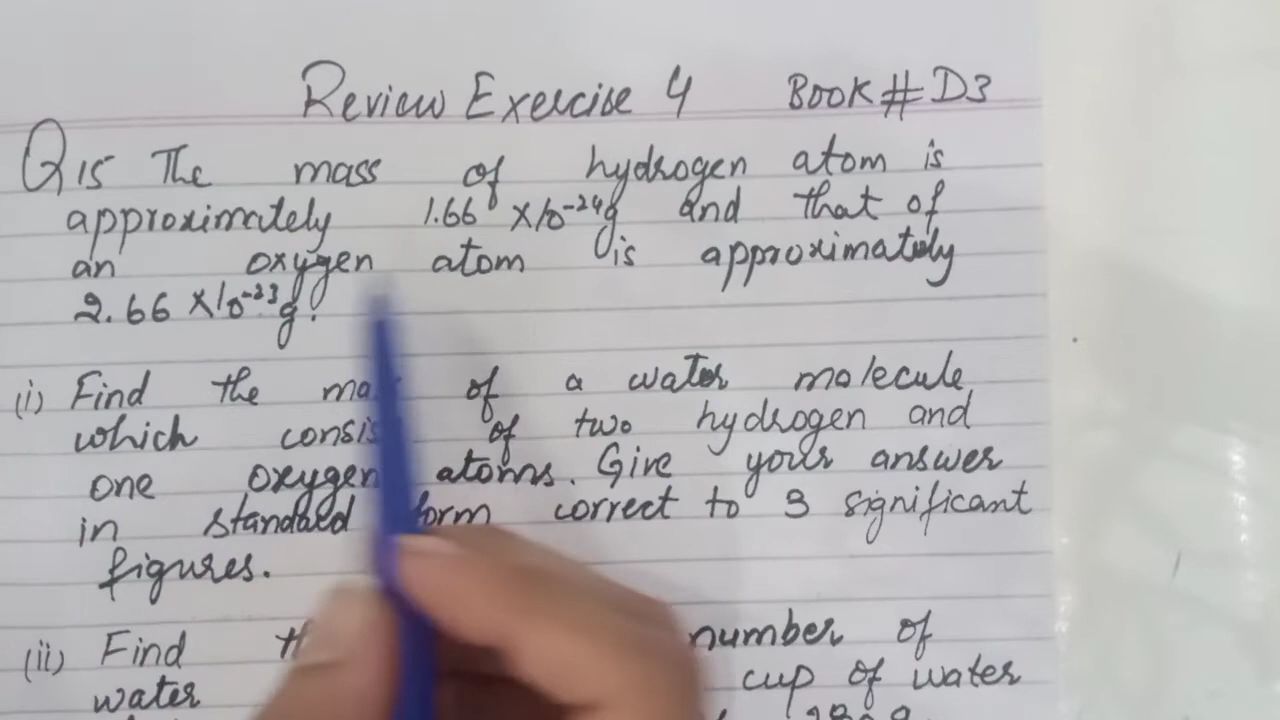 Review Exercise 4 Book # D3
Q15 The mass of hydrogen atom is
approximately 1.66 × 10⁻²⁴g and that of
an oxygen atom is approximately
2.66 × 10⁻²³g.
(i) Find the of a water molecule
which of two hydrogen and
one oxygen atoms. Give your answer
in standard form correct to 3 significant
figures.
(ii) Find number of
water cup of water